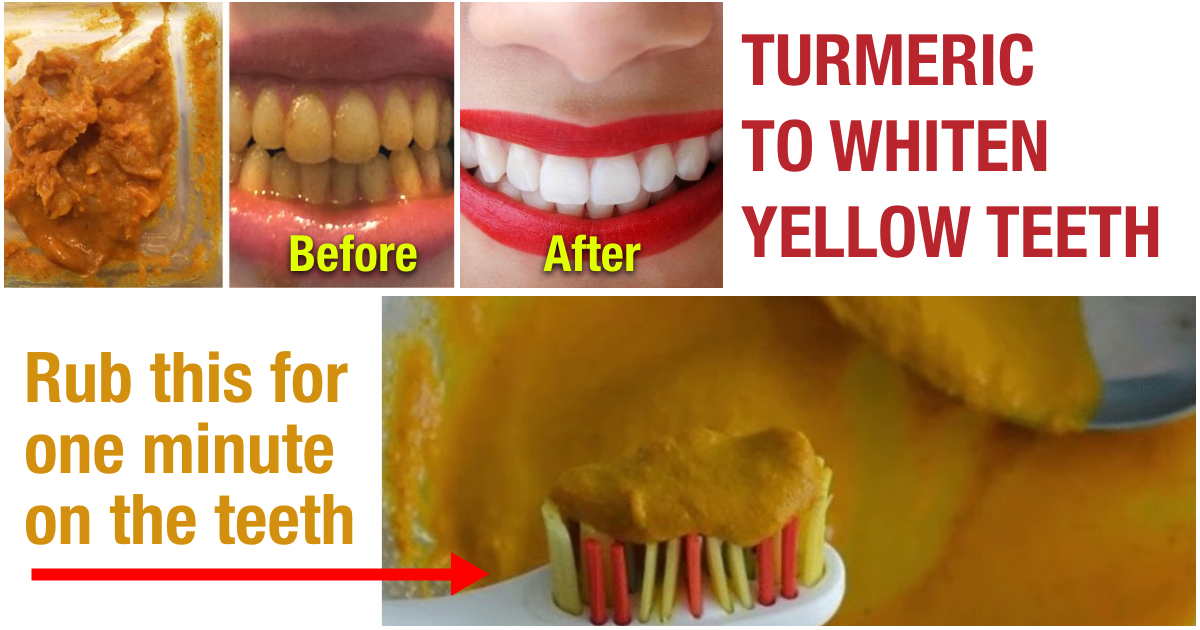 TURMERIC
TO WHITEN
YELLOW TEETH
Before
After
Rub this for
one minute
on the teeth